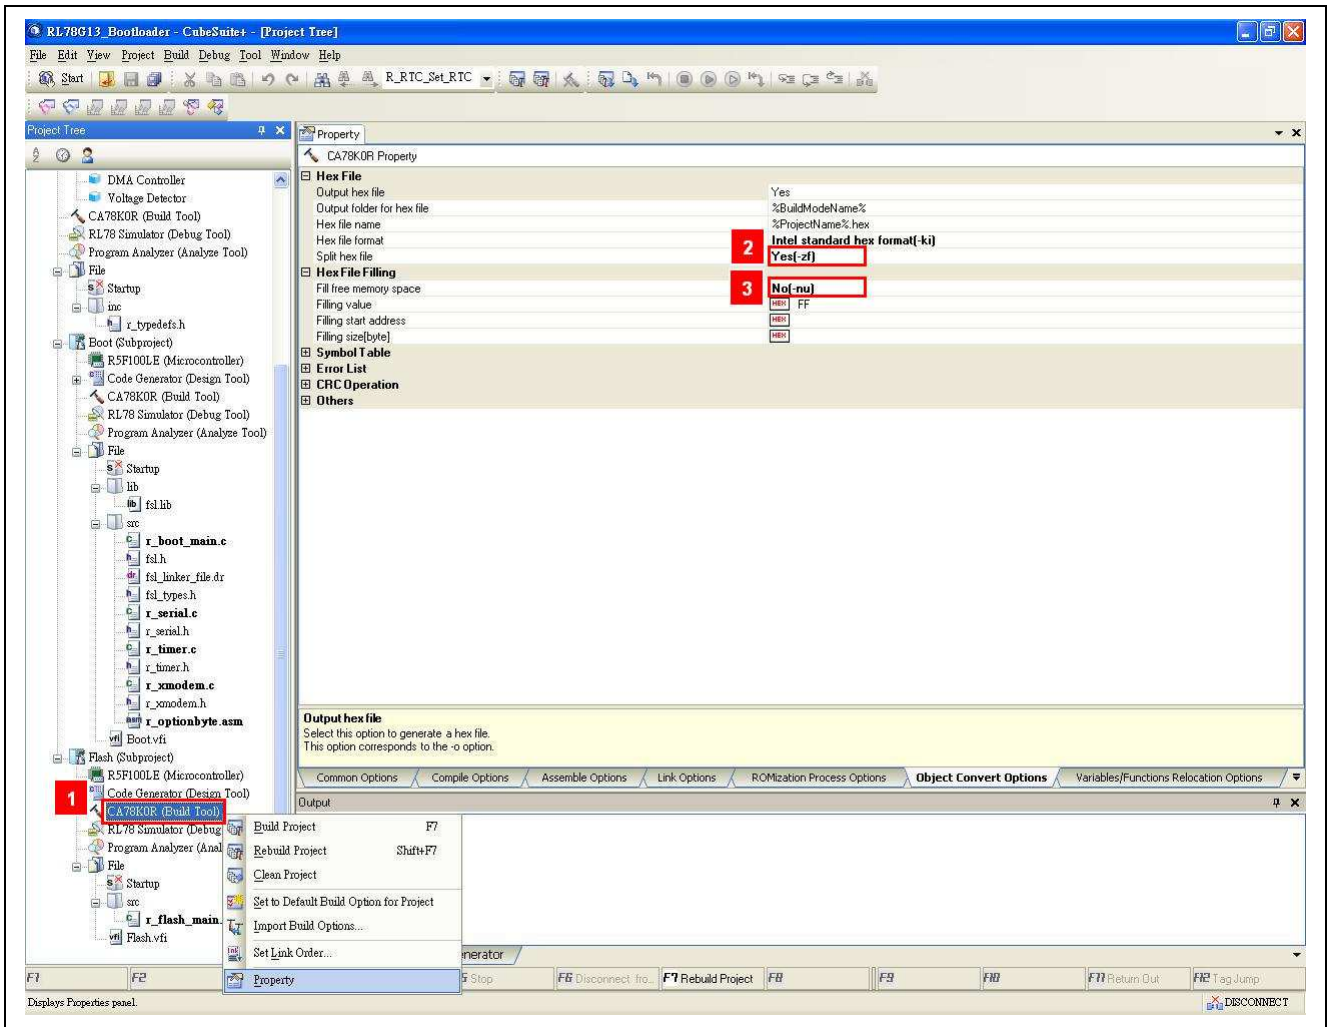 RL78G13_Bootloader - CubeSuite+ - [Project Tree]
File Edit View Project Build Debug Tool Window Help
Start R_RTC_Set_RTC
Project Tree
Property
CA78K0R Property
DMA Controller
Voltage Detector
CA78K0R (Build Tool)
RL78 Simulator (Debug Tool)
Program Analyzer (Analyze Tool)
File
Startup
inc
r_typedefs.h
Boot (Subproject)
R5F100LE (Microcontroller)
Code Generator (Design Tool)
CA78K0R (Build Tool)
RL78 Simulator (Debug Tool)
Program Analyzer (Analyze Tool)
File
Startup
lib
fsl.lib
src
r_boot_main.c
fsl.h
fsl_linker_file.dr
fsl_types.h
r_serial.c
r_serial.h
r_timer.c
r_timer.h
r_xmodem.c
r_xmodem.h
r_optionbyte.asm
Boot.vfi
Flash (Subproject)
R5F100LE (Microcontroller)
Code Generator (Design Tool)
1
CA78K0R (Build Tool)
RL78 Simulator (Debug
Program Analyzer (Anal
File
Startup
src
r_flash_main.
Flash.vfi
Hex File
Output hex file Yes
Output folder for hex file %BuildModeName%
Hex file name %ProjectName%.hex
Hex file format Intel standard hex format(-ki)
Split hex file 2 Yes(-zf)
Hex File Filling
Fill free memory space 3 No(-nu)
Filling value HEX FF
Filling start address HEX
Filling size[byte] HEX
Symbol Table
Error List
CRC Operation
Others
Output hex file
Select this option to generate a hex file.
This option corresponds to the -o option.
Common Options Compile Options Assemble Options Link Options ROMization Process Options Object Convert Options Variables/Functions Relocation Options
Output
Build Project F7
Rebuild Project Shift+F7
Clean Project
Set to Default Build Option for Project
Import Build Options...
Set Link Order...
Property
nerator
F1 F2 Stop F6 Disconnect fro... F7 Rebuild Project F8 F9 F10 F11 Return Out F12 Tag Jump
Displays Properties panel. DISCONNECT